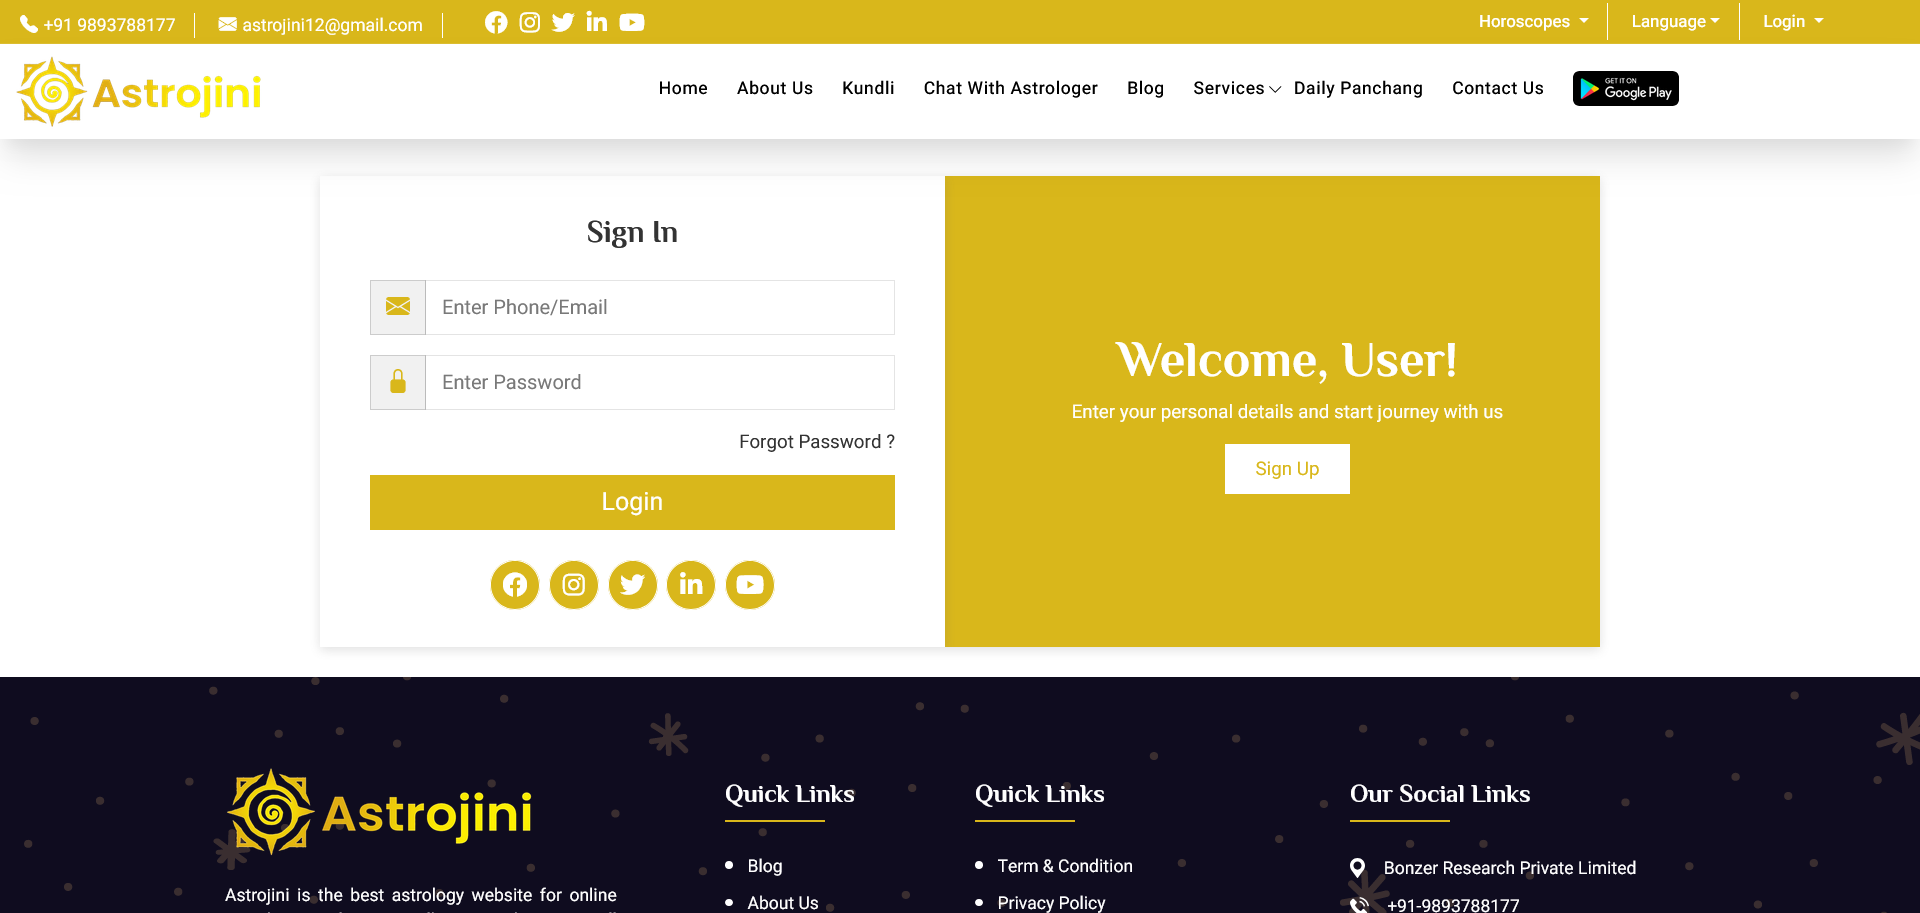 +91 9893788177
astrojini12@gmail.com
Horoscopes
Language
Login
Astrojini
Home
About Us
Kundli
Chat With Astrologer
Blog
Services
Daily Panchang
Contact Us
GET IT ON
Google Play
Sign In
Enter Phone/Email
Enter Password
Forgot Password ?
Login
Welcome, User!
Enter your personal details and start journey with us
Sign Up
Astrojini
Astrojini is the best astrology website for online
Quick Links
Blog
About Us
Quick Links
Term & Condition
Privacy Policy
Our Social Links
Bonzer Research Private Limited
+91-9893788177